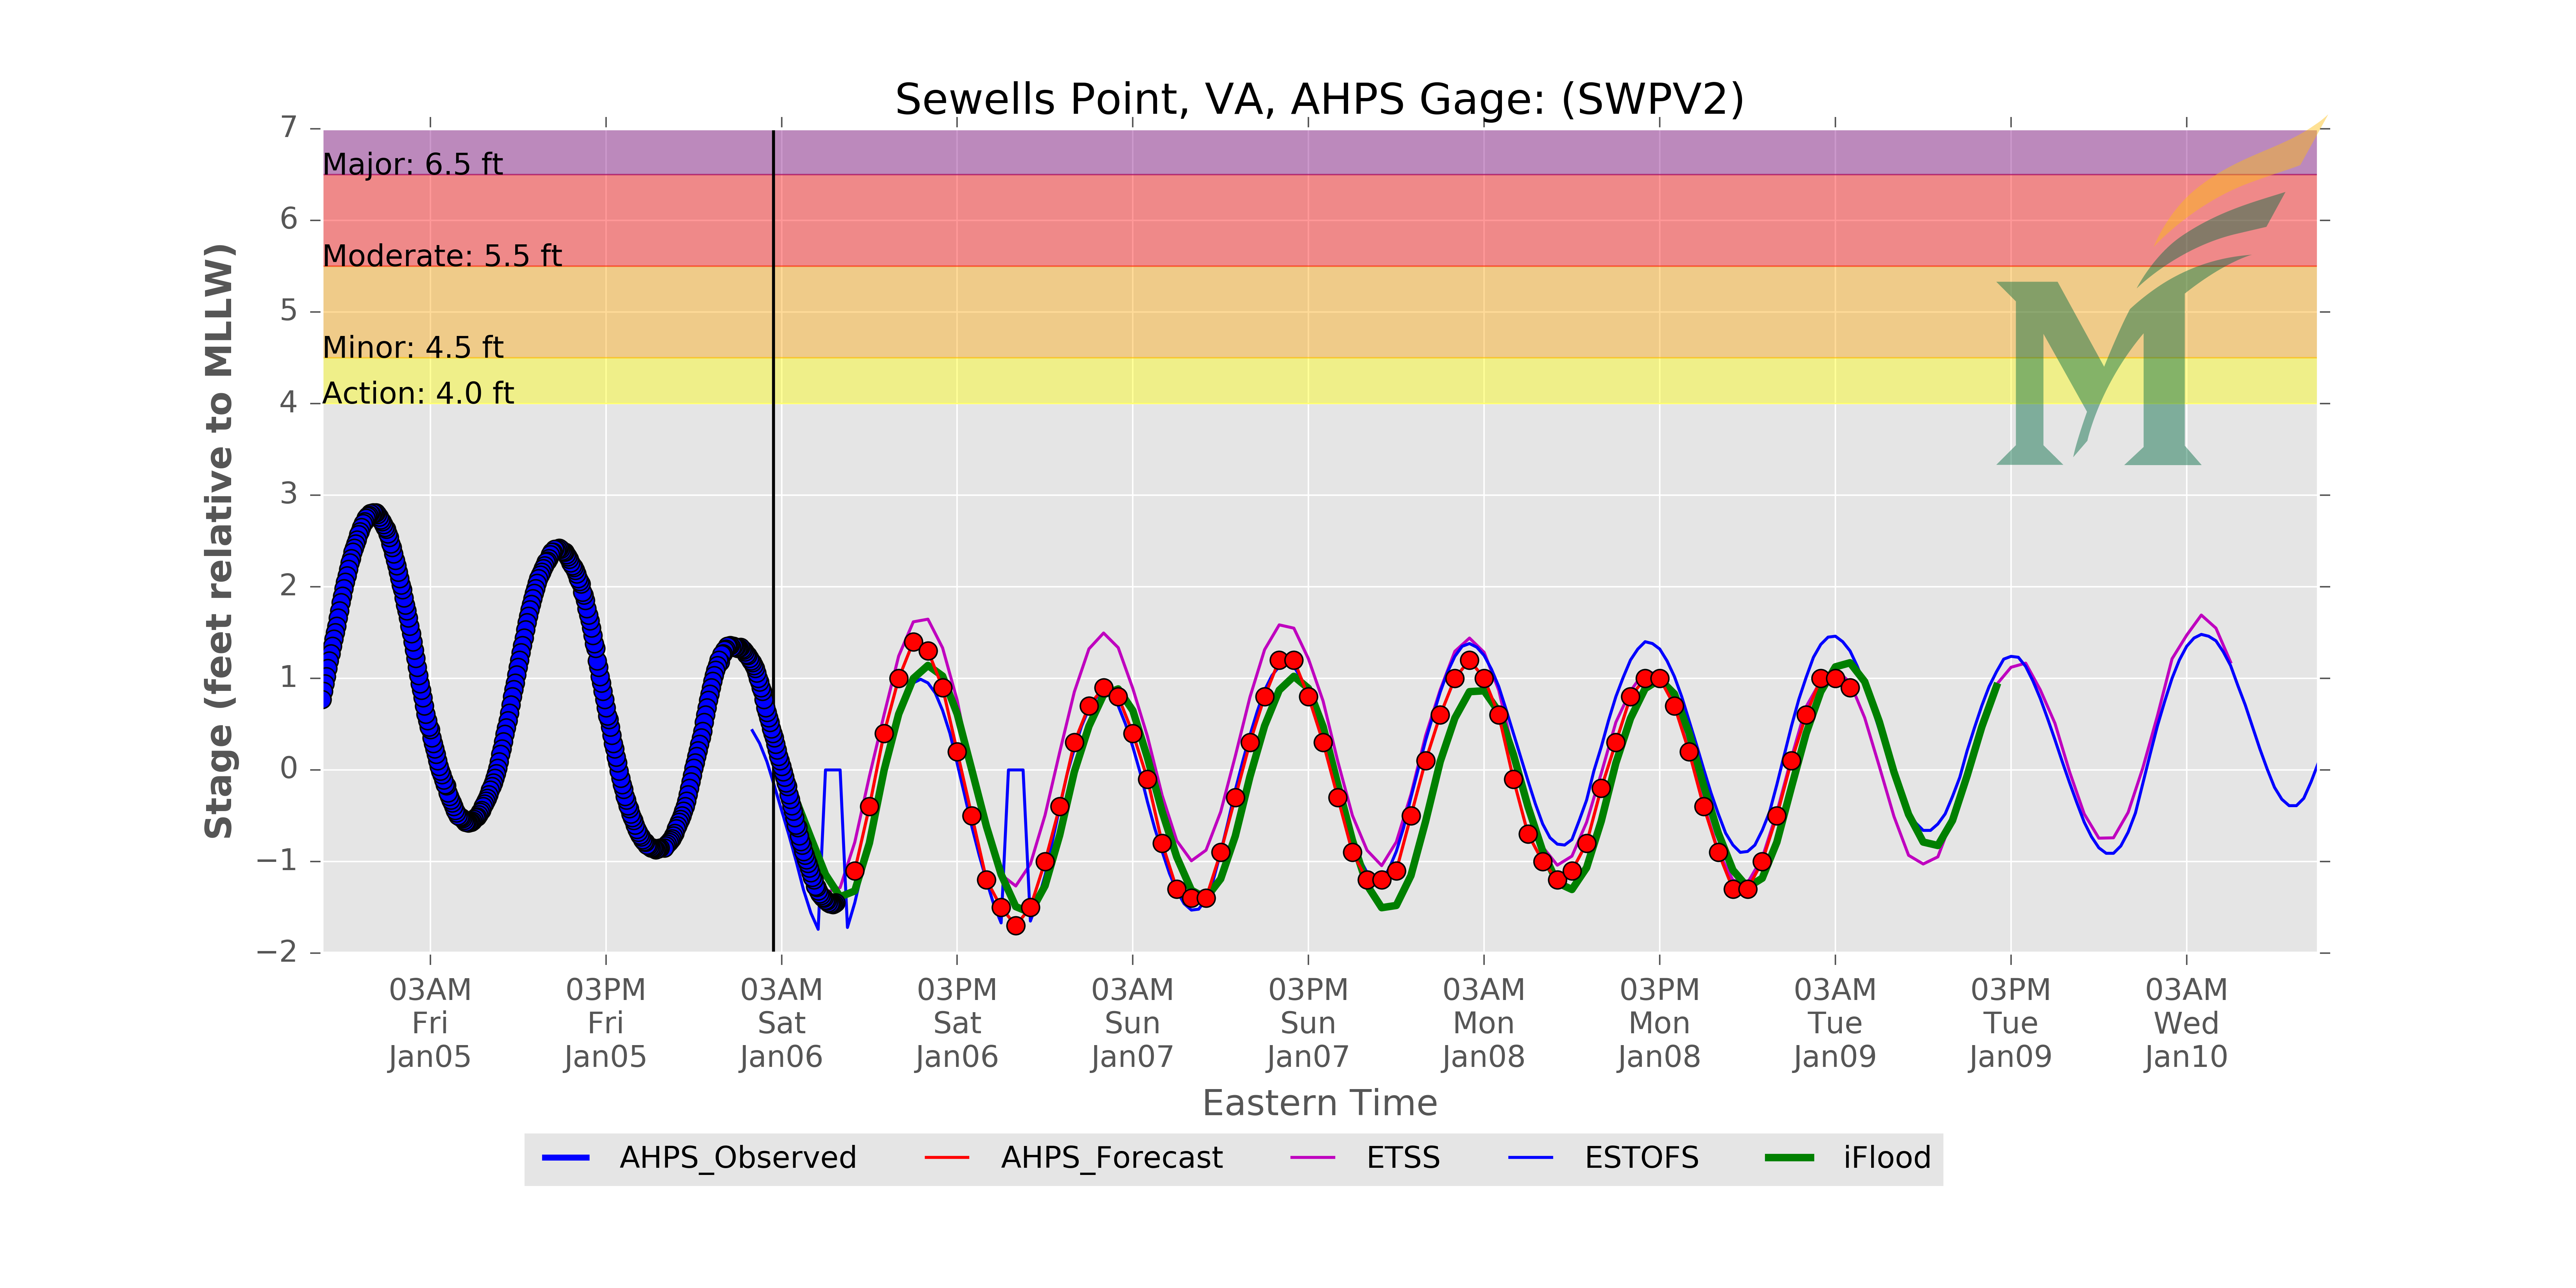 Sewells Point, VA, AHPS Gage: (SWPV2)
7
6
5
4
3
2
1
0
−1
−2
Stage (feet relative to MLLW)
Major: 6.5 ft
Moderate: 5.5 ft
Minor: 4.5 ft
Action: 4.0 ft
M
03AM 03PM 03AM 03PM 03AM 03PM 03AM 03PM 03AM 03PM 03AM
Fri Fri Sat Sat Sun Sun Mon Mon Tue Tue Wed
Jan05 Jan05 Jan06 Jan06 Jan07 Jan07 Jan08 Jan08 Jan09 Jan09 Jan10
Eastern Time
AHPS_Observed AHPS_Forecast ETSS ESTOFS iFlood